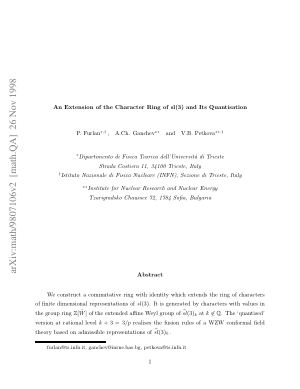 arXiv:math/9807106v2 [math.QA] 26 Nov 1998
An Extension of the Character Ring of sl(3) and Its Quantisation
P. Furlan*,†, A.Ch. Ganchev** and V.B. Petkova**,†
*Dipartimento di Fisica Teorica dell'Università di Trieste
Strada Costiera 11, 34100 Trieste, Italy
†Istituto Nazionale di Fisica Nucleare (INFN), Sezione di Trieste, Italy
**Institute for Nuclear Research and Nuclear Energy
Tzarigradsko Chaussee 72, 1784 Sofia, Bulgaria
Abstract
We construct a commutative ring with identity which extends the ring of characters
of finite dimensional representations of sl(3). It is generated by characters with values in
the group ring ℤ[W̃] of the extended affine Weyl group of ŝl(3)ₖ at k ∉ ℚ. The 'quantised'
version at rational level k + 3 = 3/p realises the fusion rules of a WZW conformal field
theory based on admissible representations of ŝl(3)ₖ.
furlan@ts.infn.it, ganchev@inrne.bas.bg, petkova@ts.infn.it
1